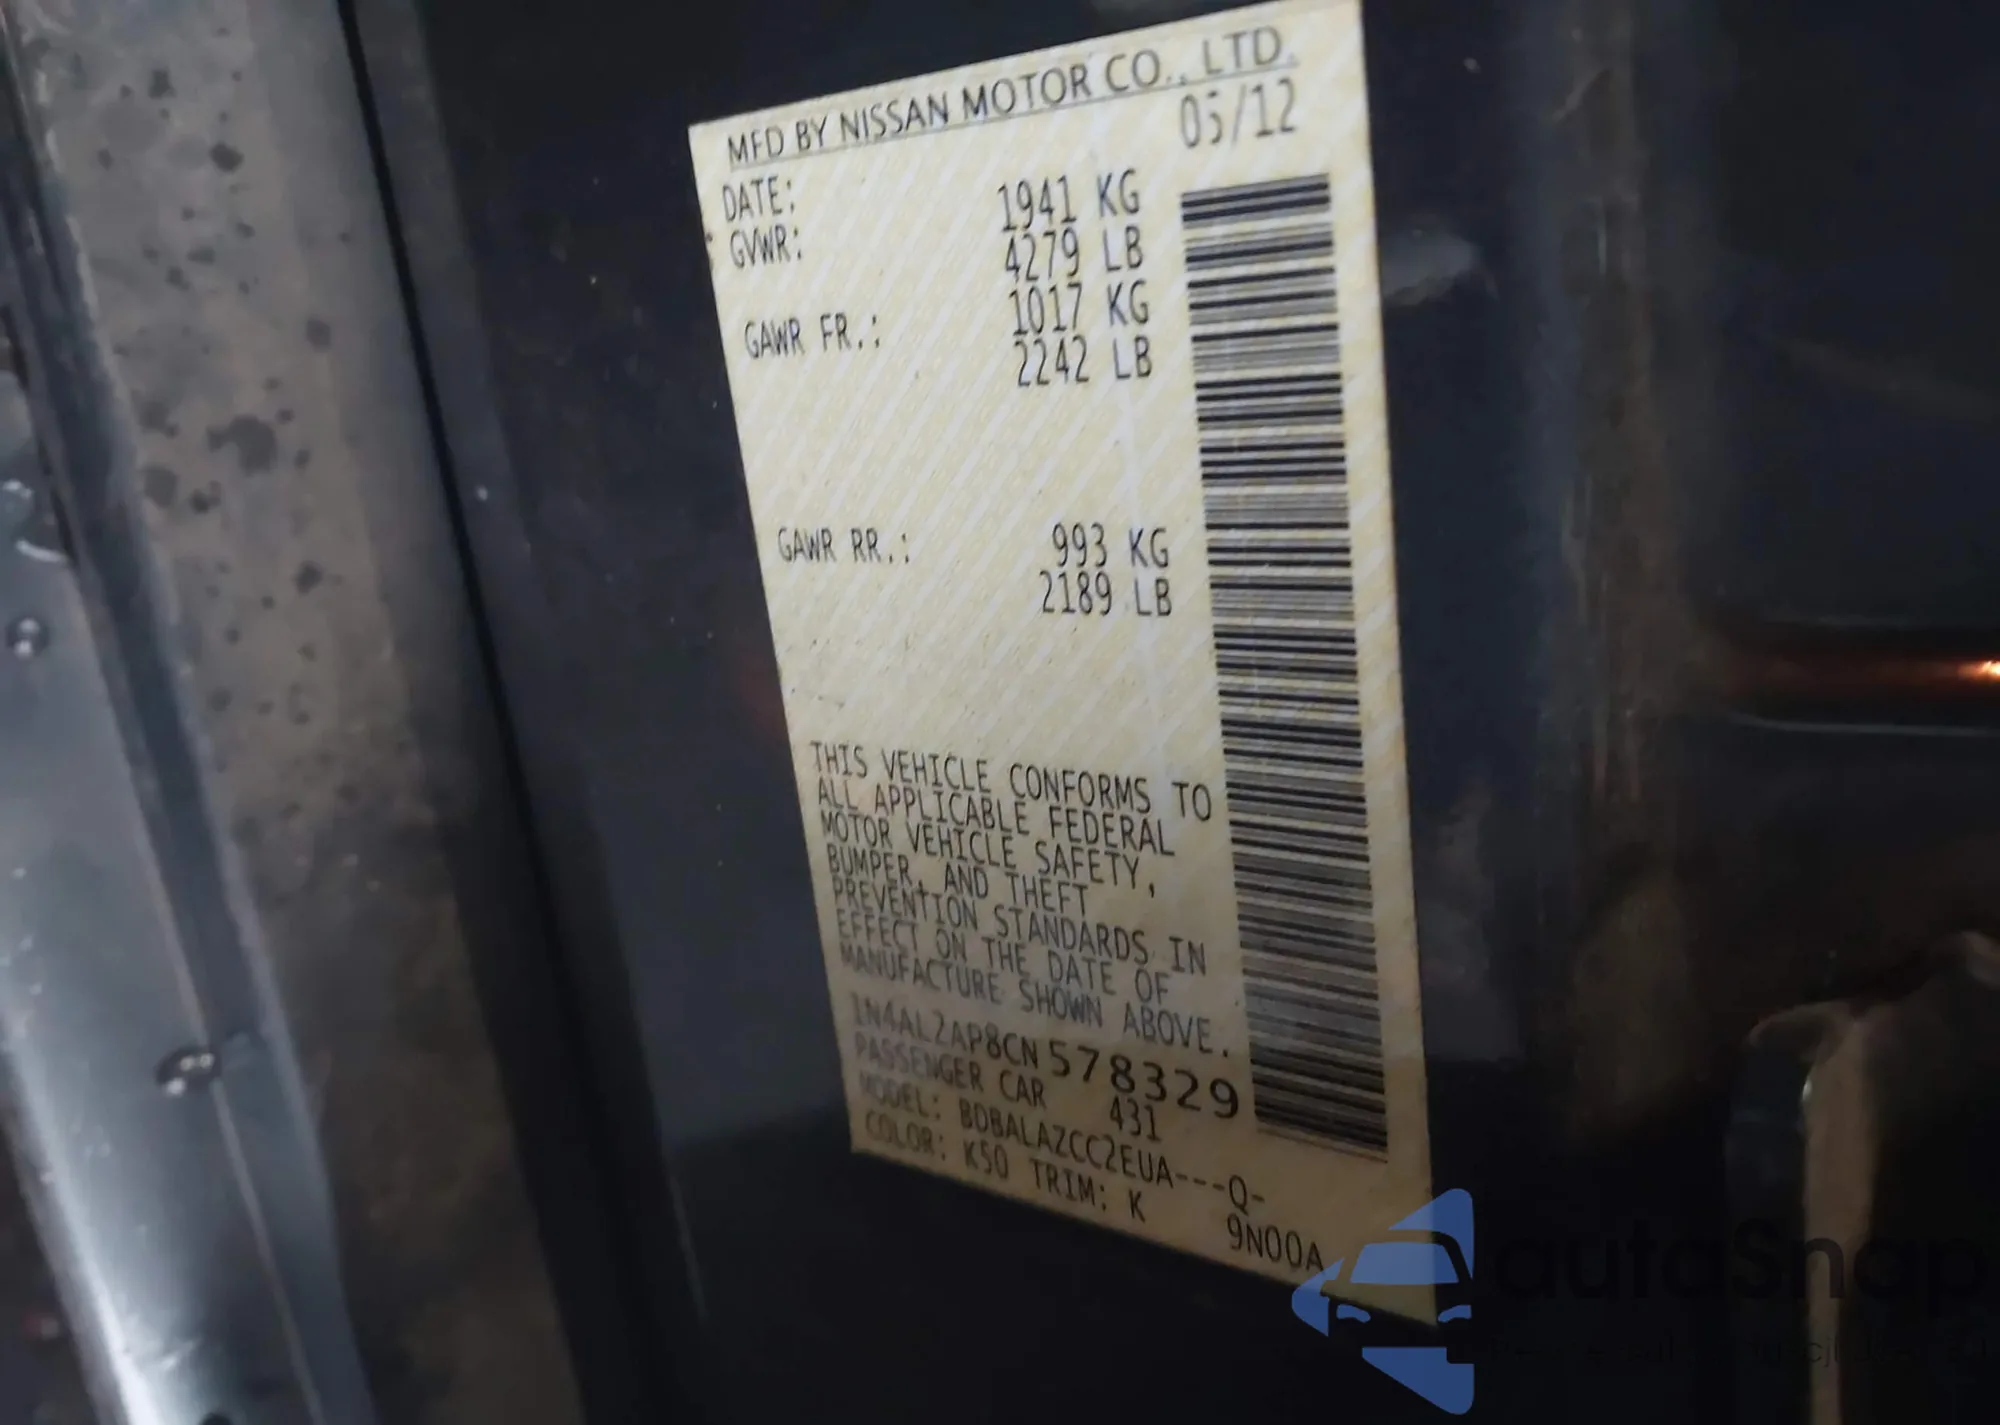 MFD BY NISSAN MOTOR CO., LTD.
DATE: 05/12
GVWR: 1941 KG
4279 LB
GAWR FR.: 1017 KG
2242 LB
GAWR RR.: 993 KG
2189 LB
THIS VEHICLE CONFORMS TO
ALL APPLICABLE FEDERAL
MOTOR VEHICLE SAFETY,
BUMPER, AND THEFT
PREVENTION STANDARDS IN
EFFECT ON THE DATE OF
MANUFACTURE SHOWN ABOVE.
1N4AL2AP8CN578329
PASSENGER CAR 431
MODEL: BDBALAZCC2EUA---Q-
COLOR: K50 TRIM: K 9N00A
autaSnap